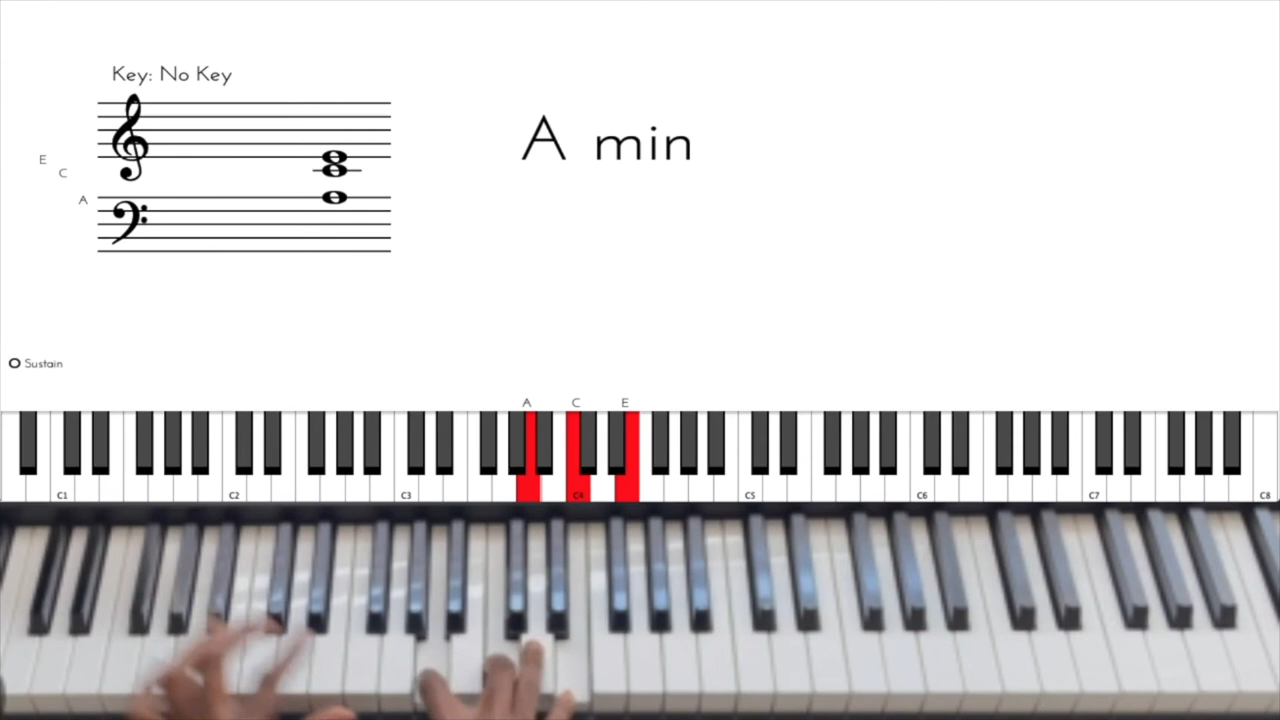 Key: No Key
A min
E
C
A
Sustain
A C E
C1 C2 C3 C4 C5 C6 C7 C8